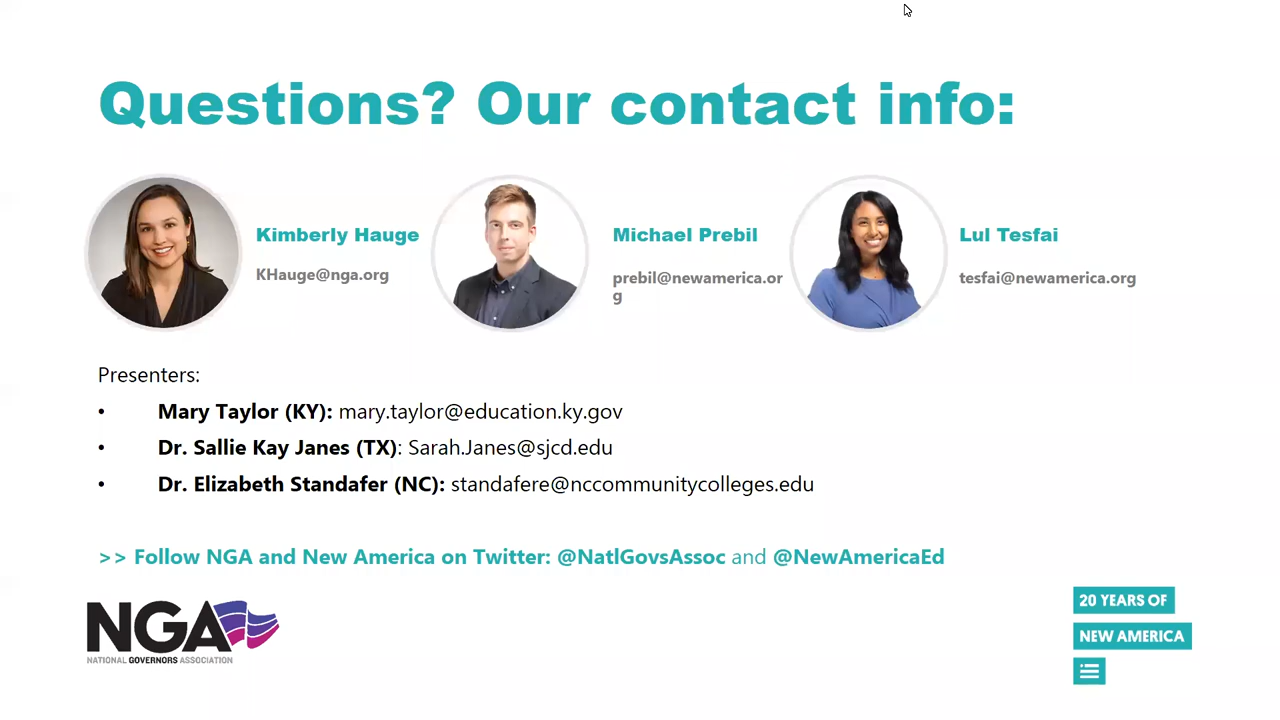 Questions? Our contact info:
Kimberly Hauge
KHauge@nga.org
Michael Prebil
prebil@newamerica.or
g
Lul Tesfai
tesfai@newamerica.org
Presenters:
• Mary Taylor (KY): mary.taylor@education.ky.gov
• Dr. Sallie Kay Janes (TX): Sarah.Janes@sjcd.edu
• Dr. Elizabeth Standafer (NC): standafere@nccommunitycolleges.edu
>> Follow NGA and New America on Twitter: @NatlGovsAssoc and @NewAmericaEd
NGA
NATIONAL GOVERNORS ASSOCIATION
20 YEARS OF
NEW AMERICA